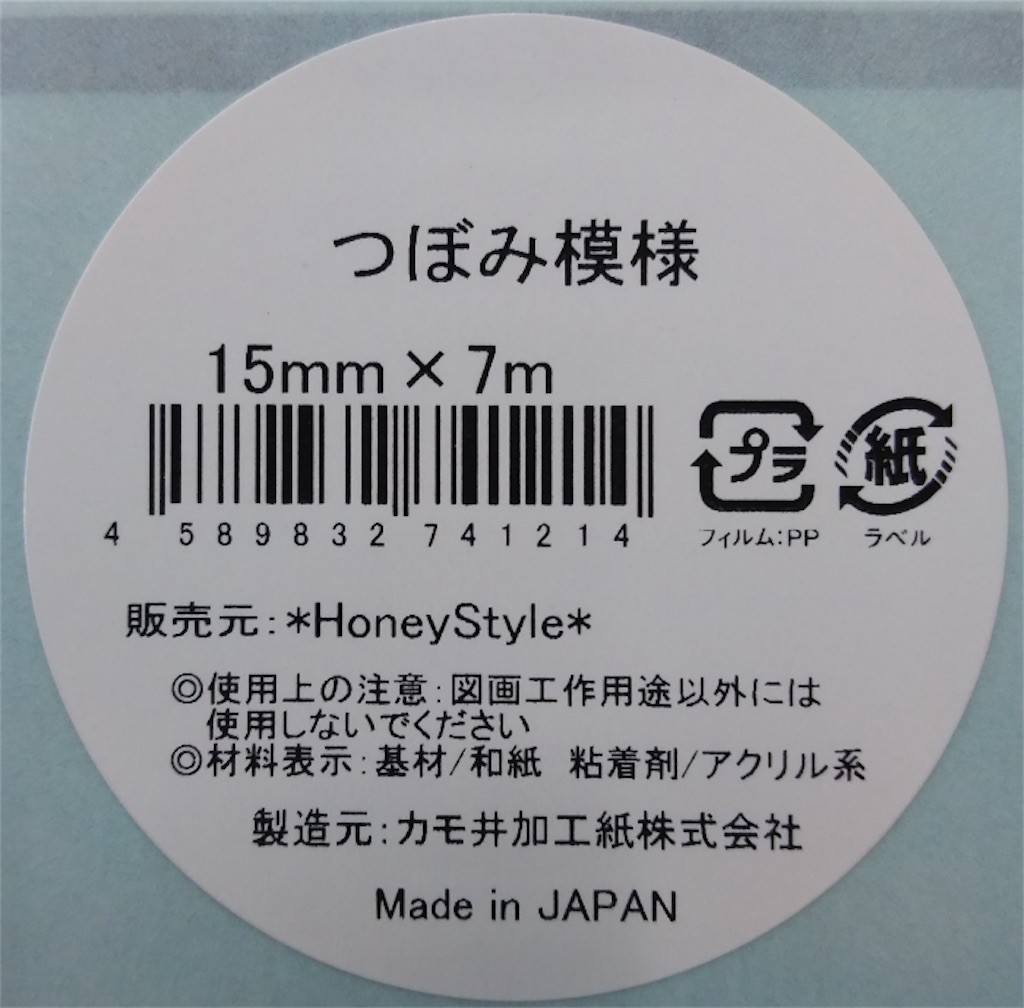 つぼみ模様
15mm×7m
4 589832 741214
プラ 紙
フィルム:PP ラベル
販売元:*HoneyStyle*
◎使用上の注意:図画工作用途以外には
使用しないでください
◎材料表示:基材/和紙 粘着剤/アクリル系
製造元:カモ井加工紙株式会社
Made in JAPAN